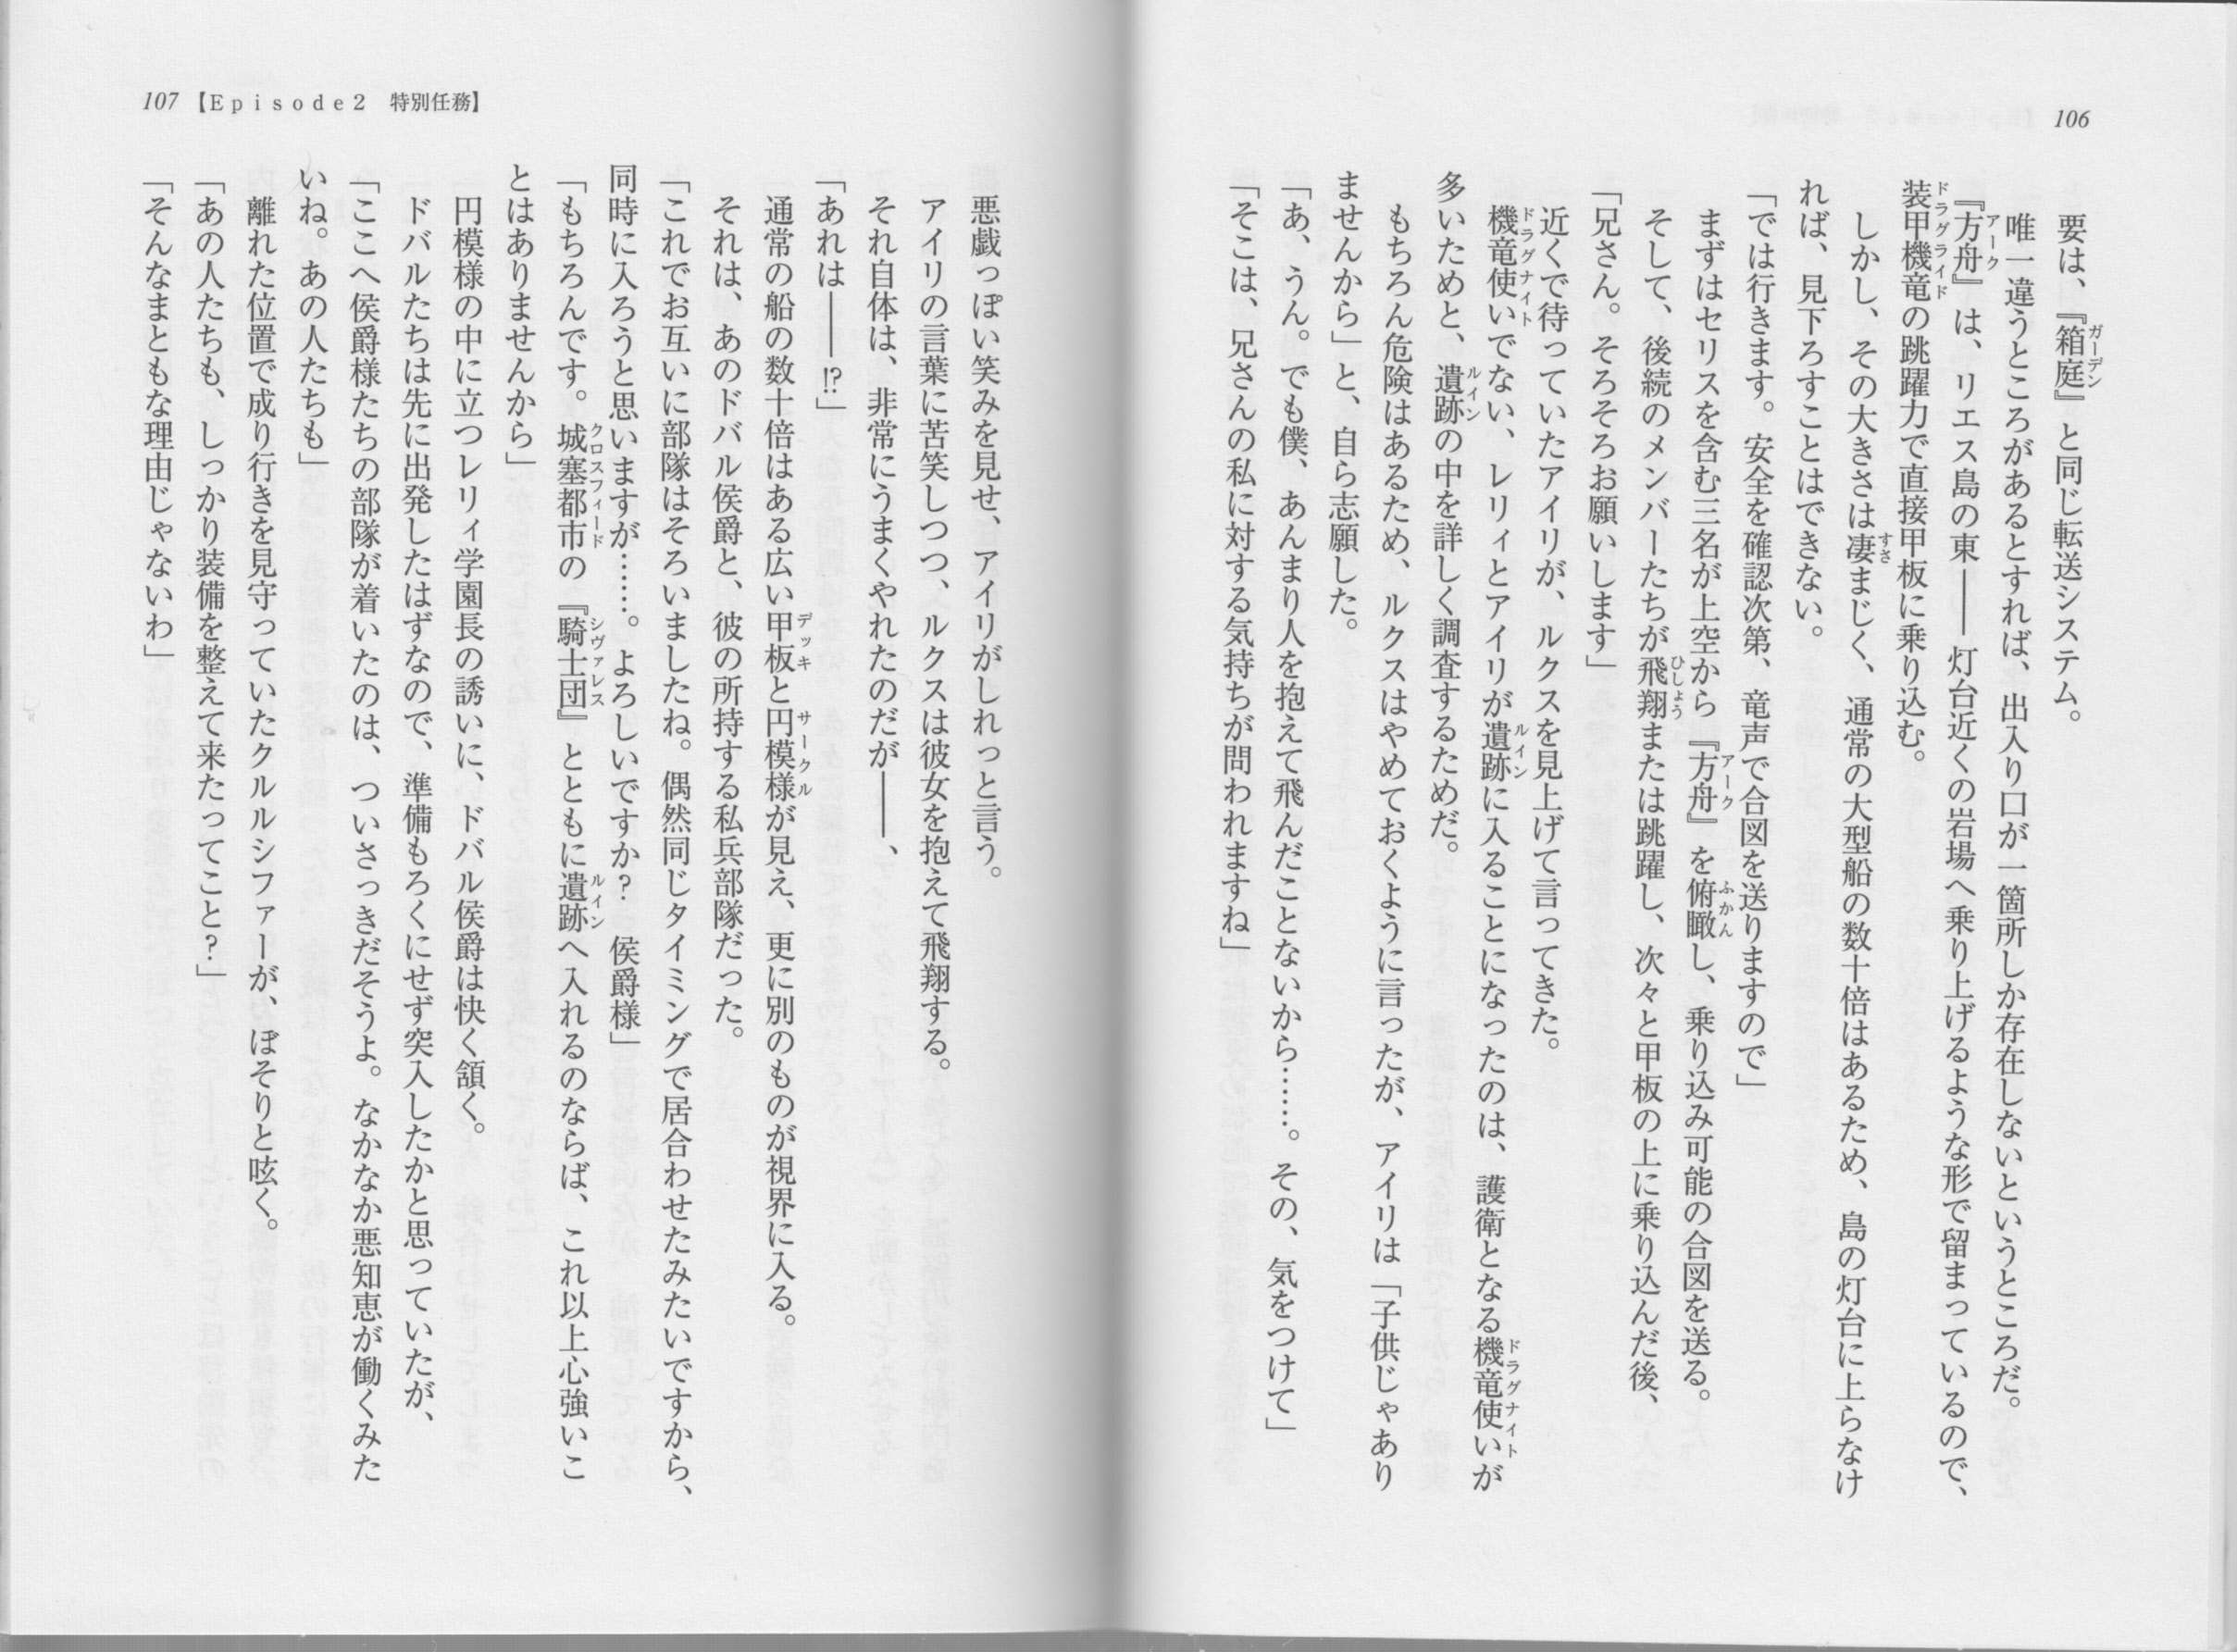 106
要は、『箱庭』と同じ転送システム。
唯一違うところがあるとすれば、出入り口が一箇所しか存在しないというところだ。
『方舟』は、リエス島の東――灯台近くの岩場へ乗り上げるような形で留まっているので、
装甲機竜の跳躍力で直接甲板に乗り込む。
しかし、その大きさは凄まじく、通常の大型船の数十倍はあるため、島の灯台に上らなけ
れば、見下ろすことはできない。
「では行きます。安全を確認次第、竜声で合図を送りますので」
まずはセリスを含む三名が上空から『方舟』を俯瞰し、乗り込み可能の合図を送る。
そして、後続のメンバーたちが飛翔または跳躍し、次々と甲板の上に乗り込んだ後、
「兄さん。そろそろお願いします」
近くで待っていたアイリが、ルクスを見上げて言ってきた。
機竜使いでない、レリィとアイリが遺跡に入ることになったのは、護衛となる機竜使いが
多いためと、遺跡の中を詳しく調査するためだ。
もちろん危険はあるため、ルクスはやめておくように言ったが、アイリは「子供じゃあり
ませんから」と、自ら志願した。
「あ、うん。でも僕、あんまり人を抱えて飛んだことないから……。その、気をつけて」
「そこは、兄さんの私に対する気持ちが問われますね」
107【Episode2 特別任務】
悪戯っぽい笑みを見せ、アイリがしれっと言う。
アイリの言葉に苦笑しつつ、ルクスは彼女を抱えて飛翔する。
それ自体は、非常にうまくやれたのだが――、
「あれは――!?」
通常の船の数十倍はある広い甲板と円模様が見え、更に別のものが視界に入る。
それは、あのドバル侯爵と、彼の所持する私兵部隊だった。
「これでお互いに部隊はそろいましたね。偶然同じタイミングで居合わせたみたいですから、
同時に入ろうと思いますが……。よろしいですか? 侯爵様」
「もちろんです。城塞都市の『騎士団』とともに遺跡へ入れるのならば、これ以上心強いこ
とはありませんから」
円模様の中に立つレリィ学園長の誘いに、ドバル侯爵は快く頷く。
ドバルたちは先に出発したはずなので、準備もろくにせず突入したかと思っていたが、
「ここへ侯爵様たちの部隊が着いたのは、ついさっきだそうよ。なかなか悪知恵が働くみた
いね。あの人たちも」
離れた位置で成り行きを見守っていたクルルシファーが、ぽそりと呟く。
「あの人たちも、しっかり装備を整えて来たってこと?」
「そんなまともな理由じゃないわ」